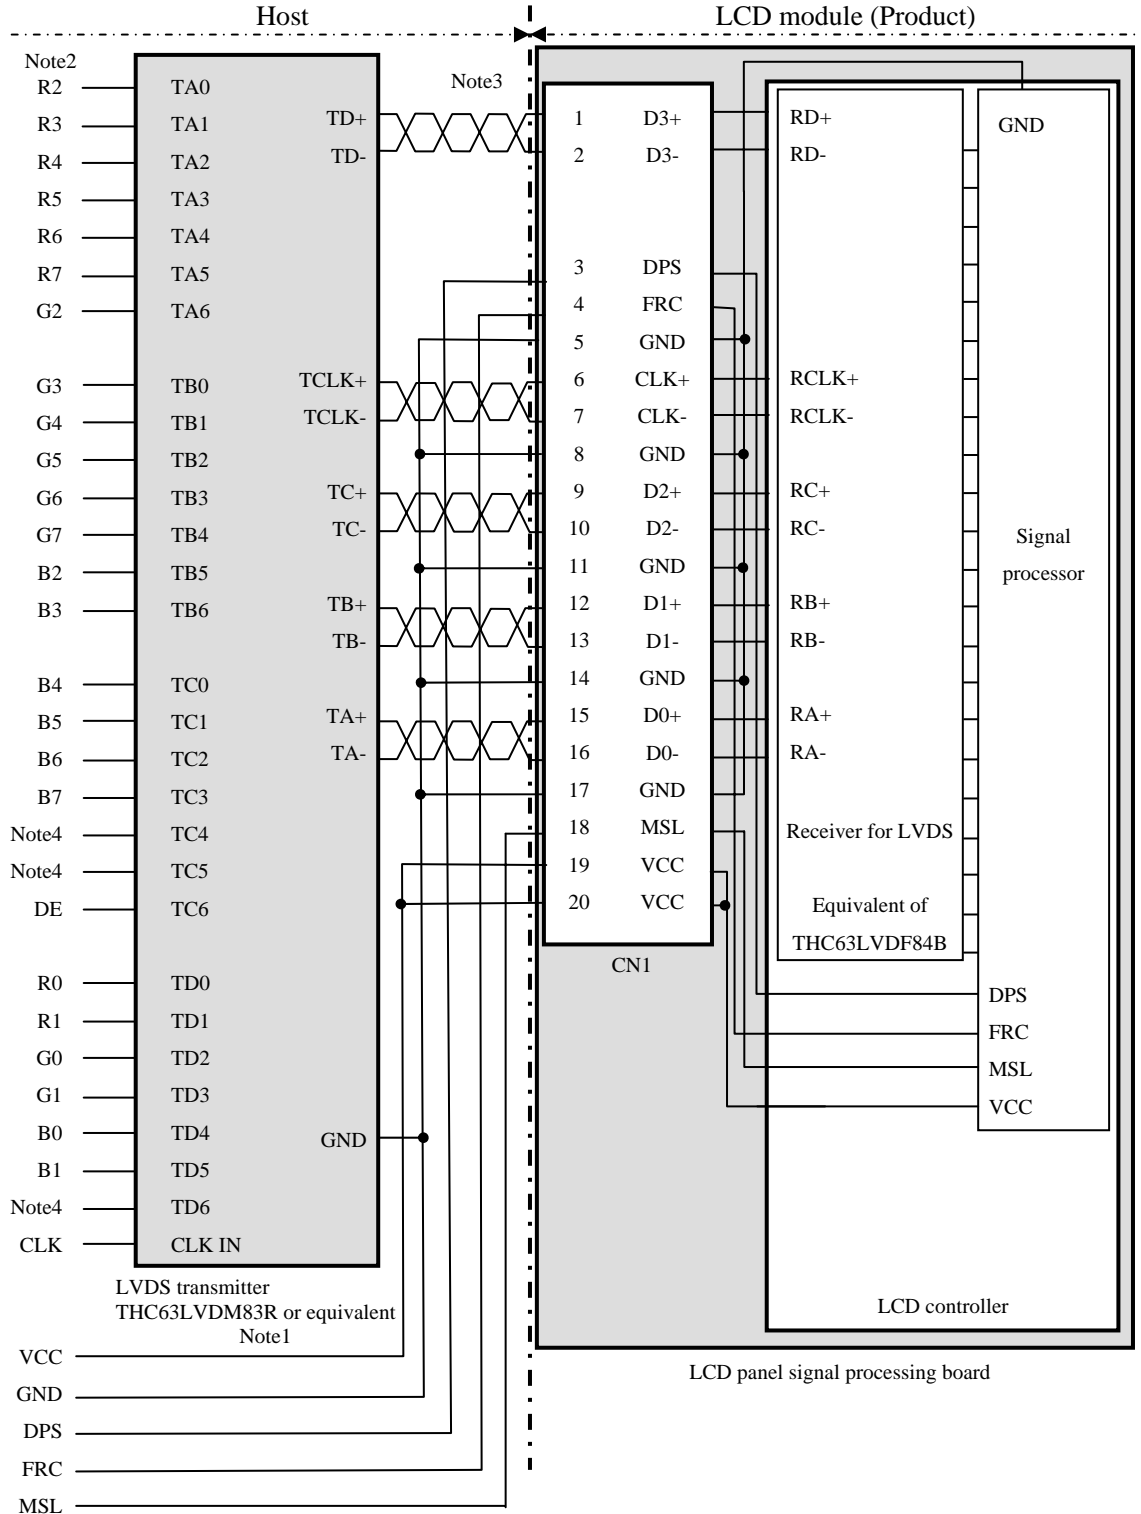 Host
LCD module (Product)
Note2
Note3
R2 TA0
R3 TA1
R4 TA2
R5 TA3
R6 TA4
R7 TA5
G2 TA6
G3 TB0
G4 TB1
G5 TB2
G6 TB3
G7 TB4
B2 TB5
B3 TB6
B4 TC0
B5 TC1
B6 TC2
B7 TC3
Note4 TC4
Note4 TC5
DE TC6
R0 TD0
R1 TD1
G0 TD2
G1 TD3
B0 TD4
B1 TD5
Note4 TD6
CLK CLK IN
TD+
TD-
TCLK+
TCLK-
TC+
TC-
TB+
TB-
TA+
TA-
GND
LVDS transmitter
THC63LVDM83R or equivalent
Note1
VCC
GND
DPS
FRC
MSL
1 D3+
2 D3-
3 DPS
4 FRC
5 GND
6 CLK+
7 CLK-
8 GND
9 D2+
10 D2-
11 GND
12 D1+
13 D1-
14 GND
15 D0+
16 D0-
17 GND
18 MSL
19 VCC
20 VCC
CN1
RD+
RD-
RCLK+
RCLK-
RC+
RC-
RB+
RB-
RA+
RA-
Receiver for LVDS
Equivalent of
THC63LVDF84B
GND
Signal
processor
DPS
FRC
MSL
VCC
LCD controller
LCD panel signal processing board